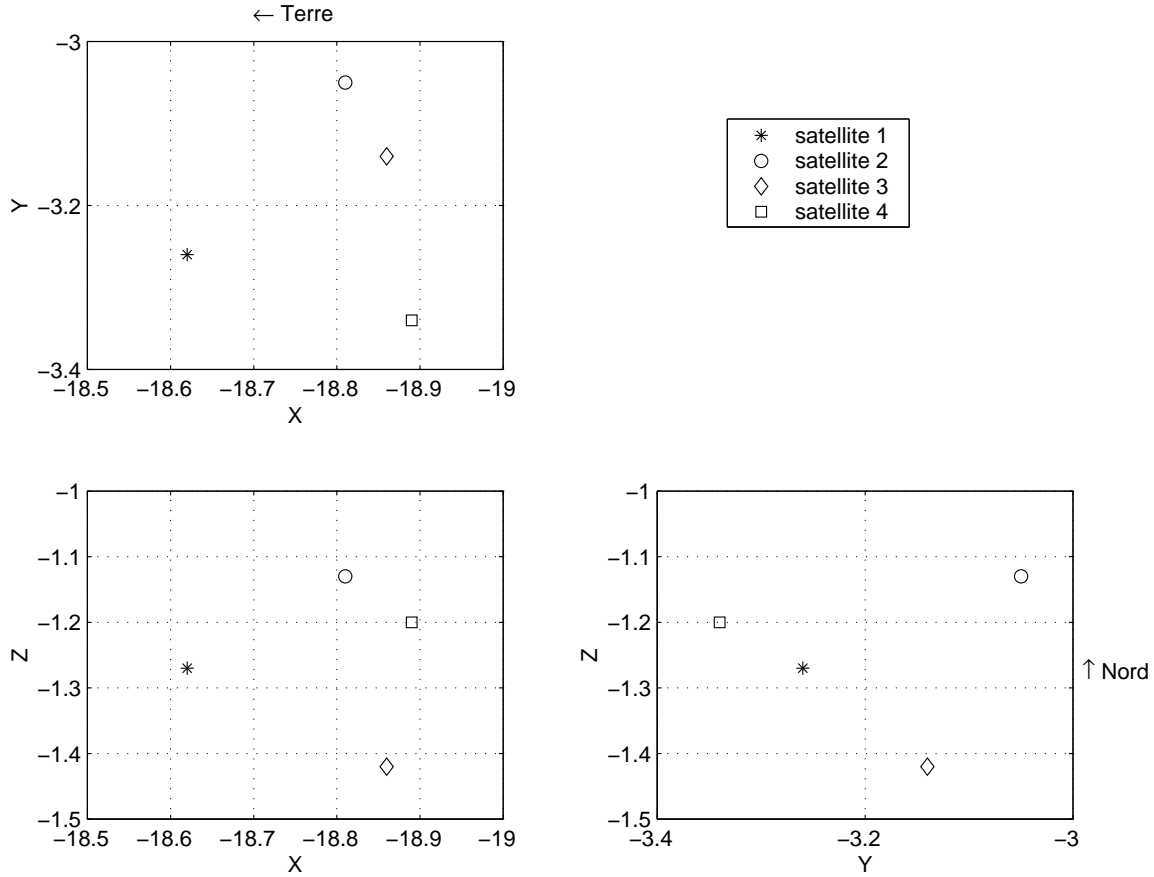 ← Terre
−3
−3.2
−3.4
Y
−18.5 −18.6 −18.7 −18.8 −18.9 −19
X
satellite 1
satellite 2
satellite 3
satellite 4
−1
−1.1
−1.2
−1.3
−1.4
−1.5
Z
−18.5 −18.6 −18.7 −18.8 −18.9 −19
X
−1
−1.1
−1.2
−1.3
−1.4
−1.5
Z
−3.4 −3.2 −3
Y
↑ Nord